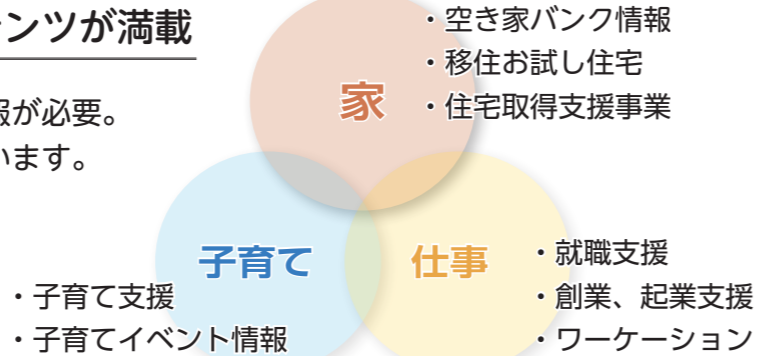 ンツが満載
報が必要。
います。
家
・空き家バンク情報
・移住お試し住宅
・住宅取得支援事業
子育て
・子育て支援
・子育てイベント情報
仕事
・就職支援
・創業、起業支援
・ワーケーション